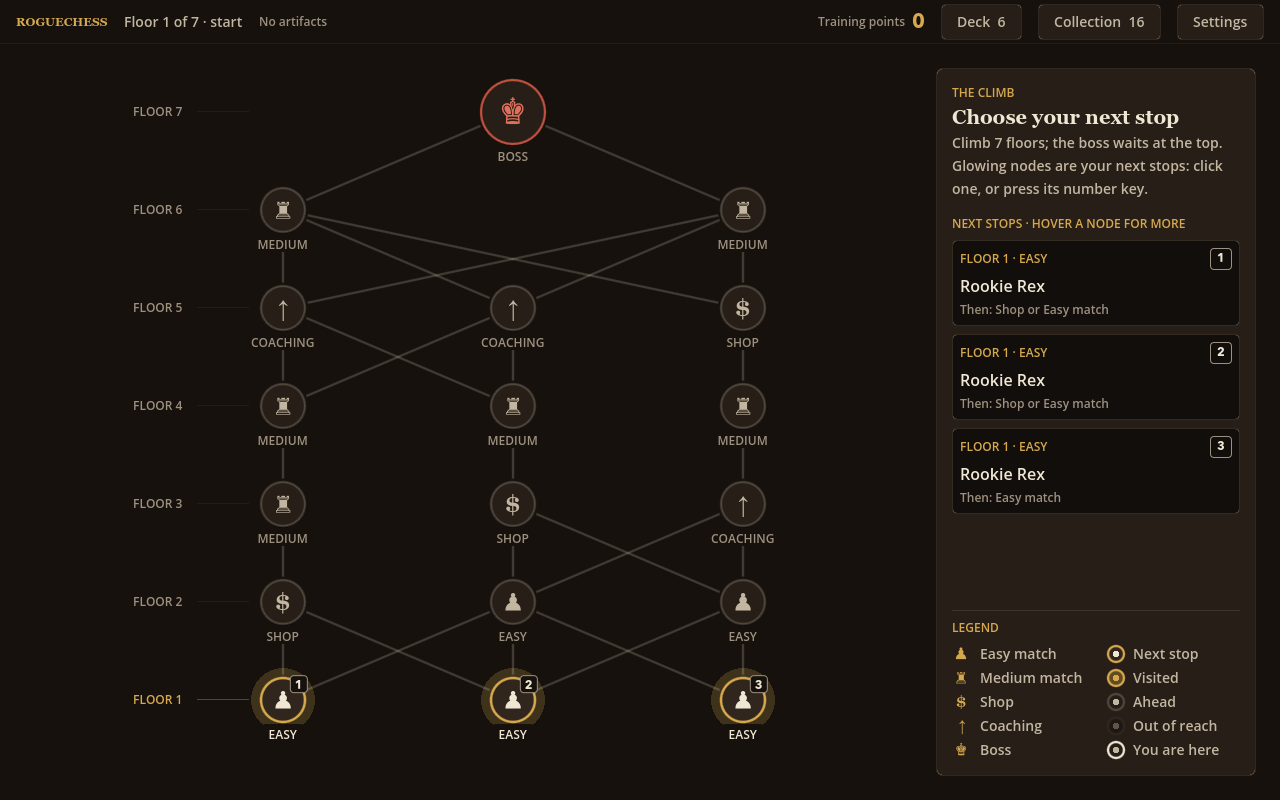 ROGUECHESS Floor 1 of 7 · start No artifacts Training points 0 Deck 6 Collection 16 Settings
FLOOR 7
BOSS
FLOOR 6
MEDIUM MEDIUM
FLOOR 5
$
COACHING COACHING SHOP
FLOOR 4
MEDIUM MEDIUM MEDIUM
FLOOR 3
$
MEDIUM SHOP COACHING
FLOOR 2
$
SHOP EASY EASY
FLOOR 1
1 2 3
EASY EASY EASY
THE CLIMB
Choose your next stop
Climb 7 floors; the boss waits at the top.
Glowing nodes are your next stops: click
one, or press its number key.
NEXT STOPS · HOVER A NODE FOR MORE
FLOOR 1 · EASY 1
Rookie Rex
Then: Shop or Easy match
FLOOR 1 · EASY 2
Rookie Rex
Then: Shop or Easy match
FLOOR 1 · EASY 3
Rookie Rex
Then: Easy match
LEGEND
Easy match Next stop
Medium match Visited
$ Shop Ahead
↑ Coaching Out of reach
Boss You are here